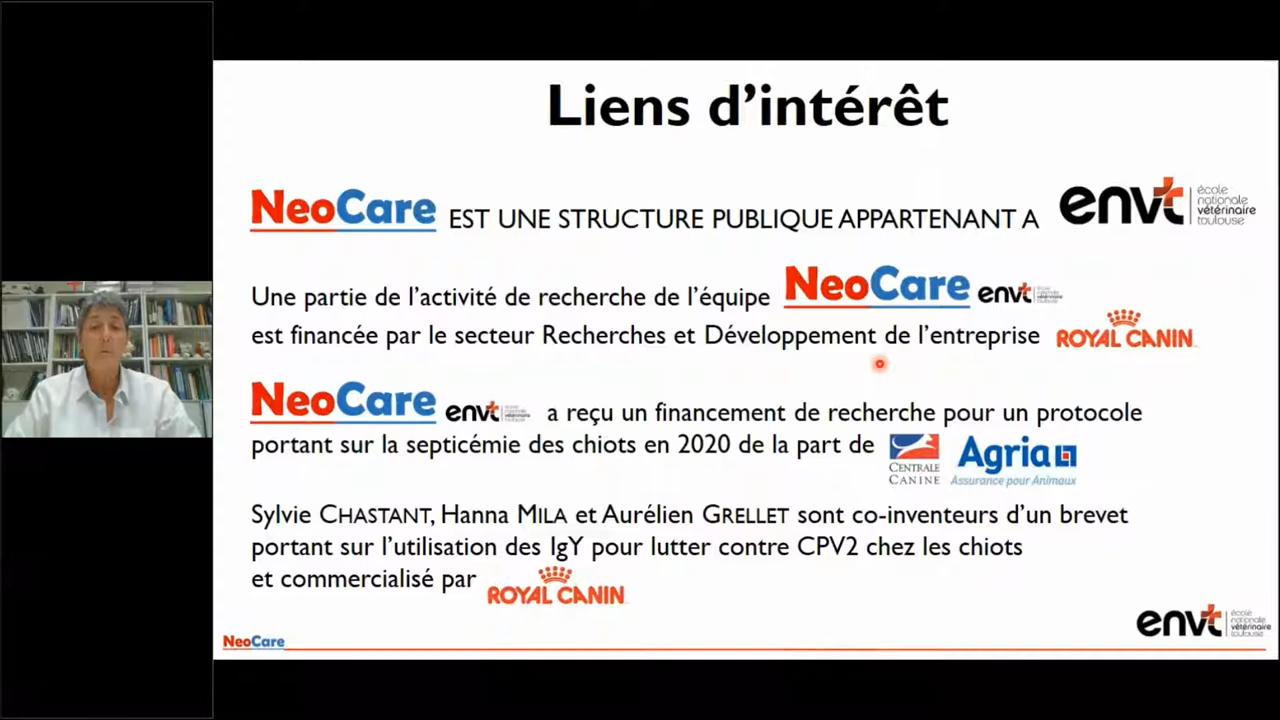 Liens d'intérêt
NeoCare EST UNE STRUCTURE PUBLIQUE APPARTENANT A envt école nationale vétérinaire toulouse
Une partie de l'activité de recherche de l'équipe NeoCare envt
est financée par le secteur Recherches et Développement de l'entreprise ROYAL CANIN
NeoCare envt a reçu un financement de recherche pour un protocole
portant sur la septicémie des chiots en 2020 de la part de CENTRALE CANINE Agria Assurance pour Animaux
Sylvie CHASTANT, Hanna MILA et Aurélien GRELLET sont co-inventeurs d'un brevet
portant sur l'utilisation des IgY pour lutter contre CPV2 chez les chiots
et commercialisé par ROYAL CANIN
NeoCare envt école nationale vétérinaire toulouse